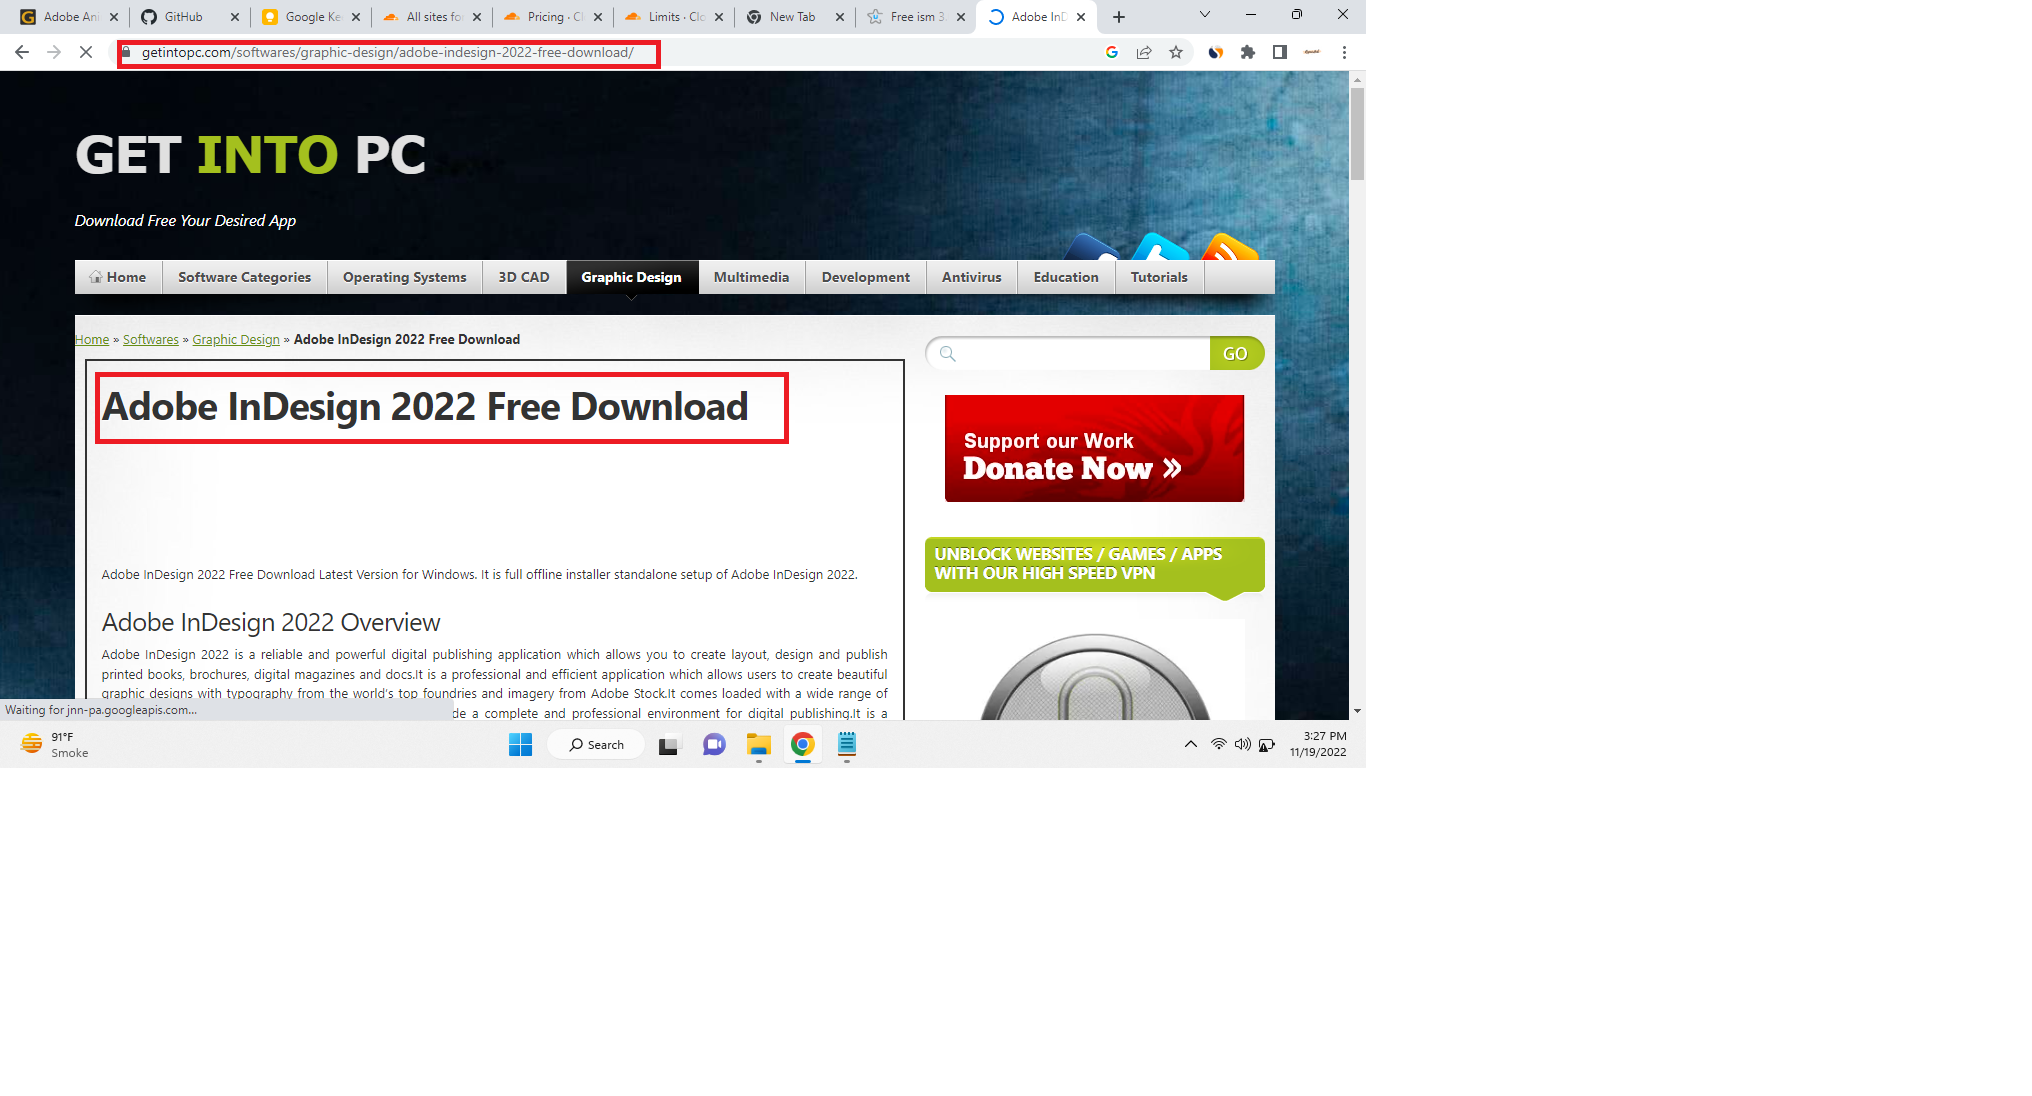 Adobe Ani
GitHub
Google Ke
All sites fo
Pricing · Cl
Limits · Clo
New Tab
Free ism 3.
Adobe InD
getintopc.com/softwares/graphic-design/adobe-indesign-2022-free-download/
GET INTO PC
Download Free Your Desired App
Home
Software Categories
Operating Systems
3D CAD
Graphic Design
Multimedia
Development
Antivirus
Education
Tutorials
Home » Softwares » Graphic Design » Adobe InDesign 2022 Free Download
GO
Adobe InDesign 2022 Free Download
Support our Work
Donate Now »
UNBLOCK WEBSITES / GAMES / APPS
WITH OUR HIGH SPEED VPN
Adobe InDesign 2022 Free Download Latest Version for Windows. It is full offline installer standalone setup of Adobe InDesign 2022.
Adobe InDesign 2022 Overview
Adobe InDesign 2022 is a reliable and powerful digital publishing application which allows you to create layout, design and publish
printed books, brochures, digital magazines and docs.It is a professional and efficient application which allows users to create beautiful
graphic designs with typography from the world's top foundries and imagery from Adobe Stock.It comes loaded with a wide range of
de a complete and professional environment for digital publishing.It is a
Waiting for jnn-pa.googleapis.com...
91°F
Smoke
Search
3:27 PM
11/19/2022